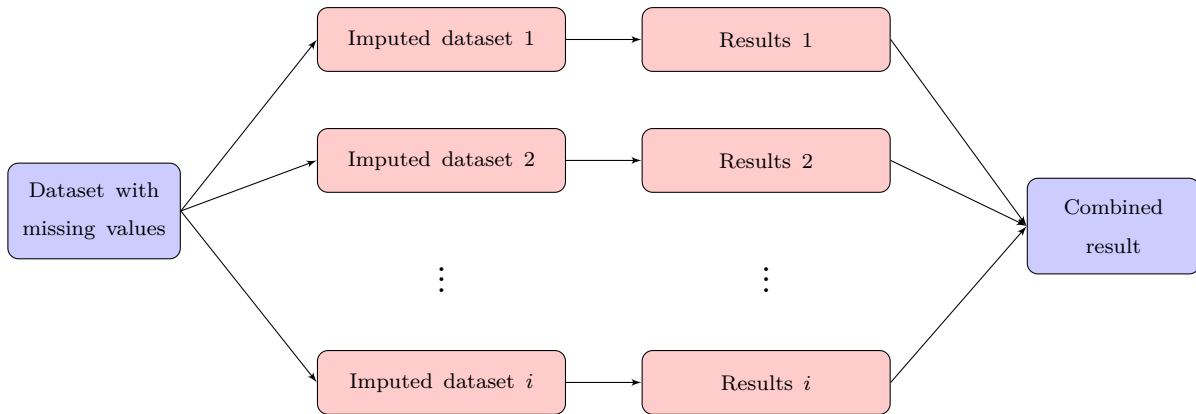 Imputed dataset 1
Results 1
Imputed dataset 2
Results 2
Dataset with
missing values
Combined
result
⋮
⋮
Imputed dataset i
Results i